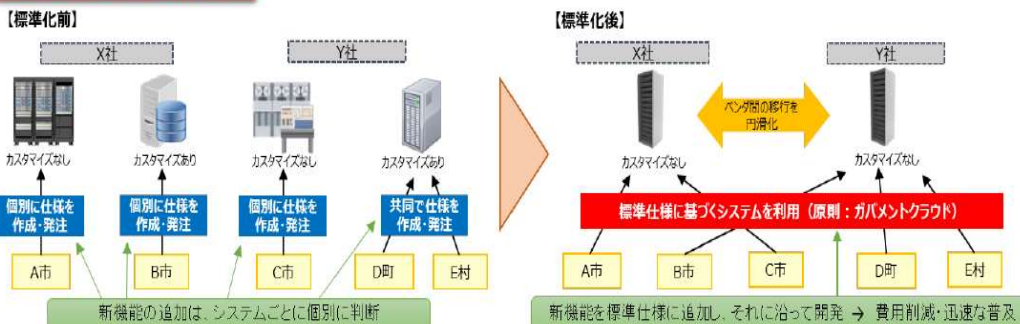 【標準化前】
X社
Y社
カスタマイズなし
カスタマイズあり
カスタマイズなし
カスタマイズあり
個別に仕様を
作成・発注
個別に仕様を
作成・発注
個別に仕様を
作成・発注
共同で仕様を
作成・発注
A市
B市
C市
D町
E村
新機能の追加は、システムごとに個別に判断
【標準化後】
X社
Y社
ベンダ間の移行を
円滑化
カスタマイズなし
カスタマイズなし
標準仕様に基づくシステムを利用（原則：ガバメントクラウド）
A市
B市
C市
D町
E村
新機能を標準仕様に追加し、それに沿って開発 → 費用削減・迅速な普及